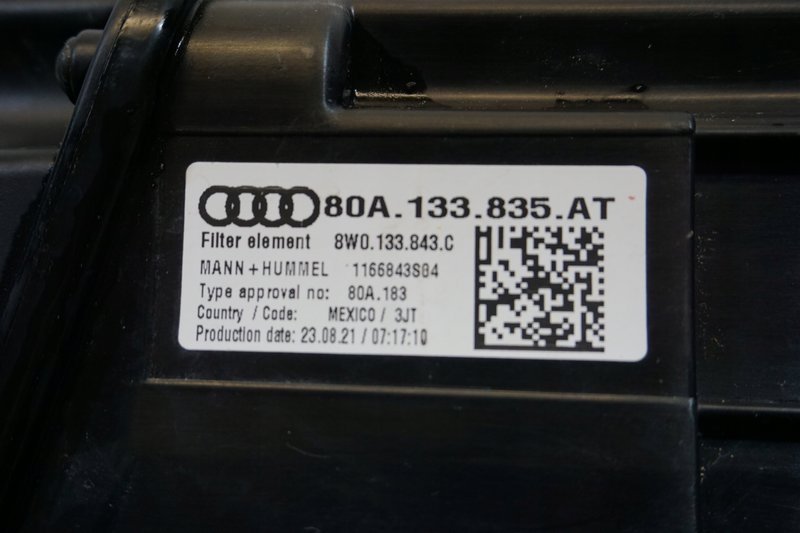 80A.133.835.AT
Filter element 8W0.133.843.C
MANN+HUMMEL 1166843S04
Type approval no: 80A.183
Country / Code: MEXICO / 3JT
Production date: 23.08.21 / 07:17:10